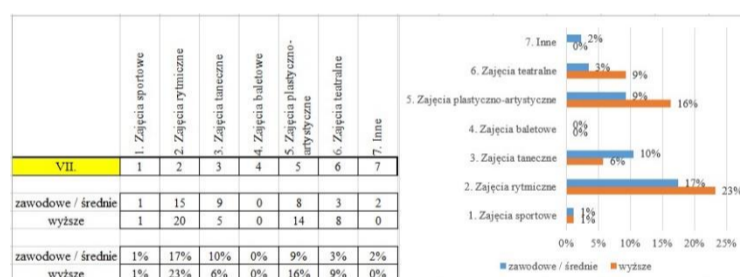 1. Zajęcia sportowe
2. Zajęcia rytmiczne
3. Zajęcia taneczne
4. Zajęcia baletowe
5. Zajęcia plastyczno-
artystyczne
6. Zajęcia teatralne
7. Inne
VII. 1 2 3 4 5 6 7
zawodowe / średnie 1 15 9 0 8 3 2
wyższe 1 20 5 0 14 8 0
zawodowe / średnie 1% 17% 10% 0% 9% 3% 2%
wyższe 1% 23% 6% 0% 16% 9% 0%
7. Inne 2%
0%
6. Zajęcia teatralne 3%
9%
5. Zajęcia plastyczno-artystyczne 9%
16%
4. Zajęcia baletowe 0%
0%
3. Zajęcia taneczne 10%
6%
2. Zajęcia rytmiczne 17%
23%
1. Zajęcia sportowe 1%
1%
0% 5% 10% 15% 20% 25%
zawodowe / średnie wyższe